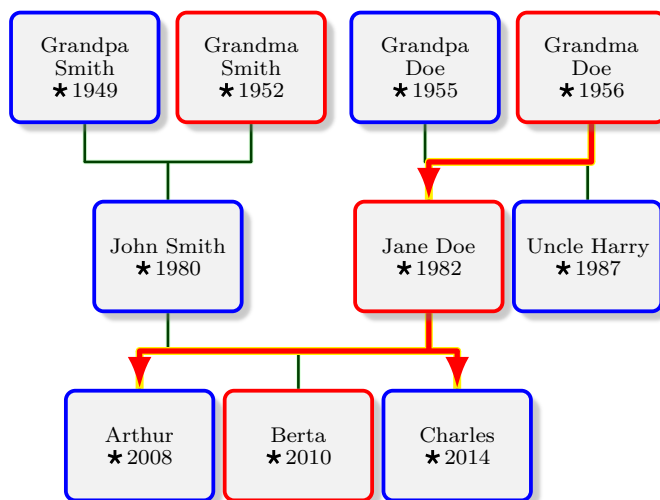 Grandpa
Smith
★1949
Grandma
Smith
★1952
Grandpa
Doe
★1955
Grandma
Doe
★1956
John Smith
★1980
Jane Doe
★1982
Uncle Harry
★1987
Arthur
★2008
Berta
★2010
Charles
★2014